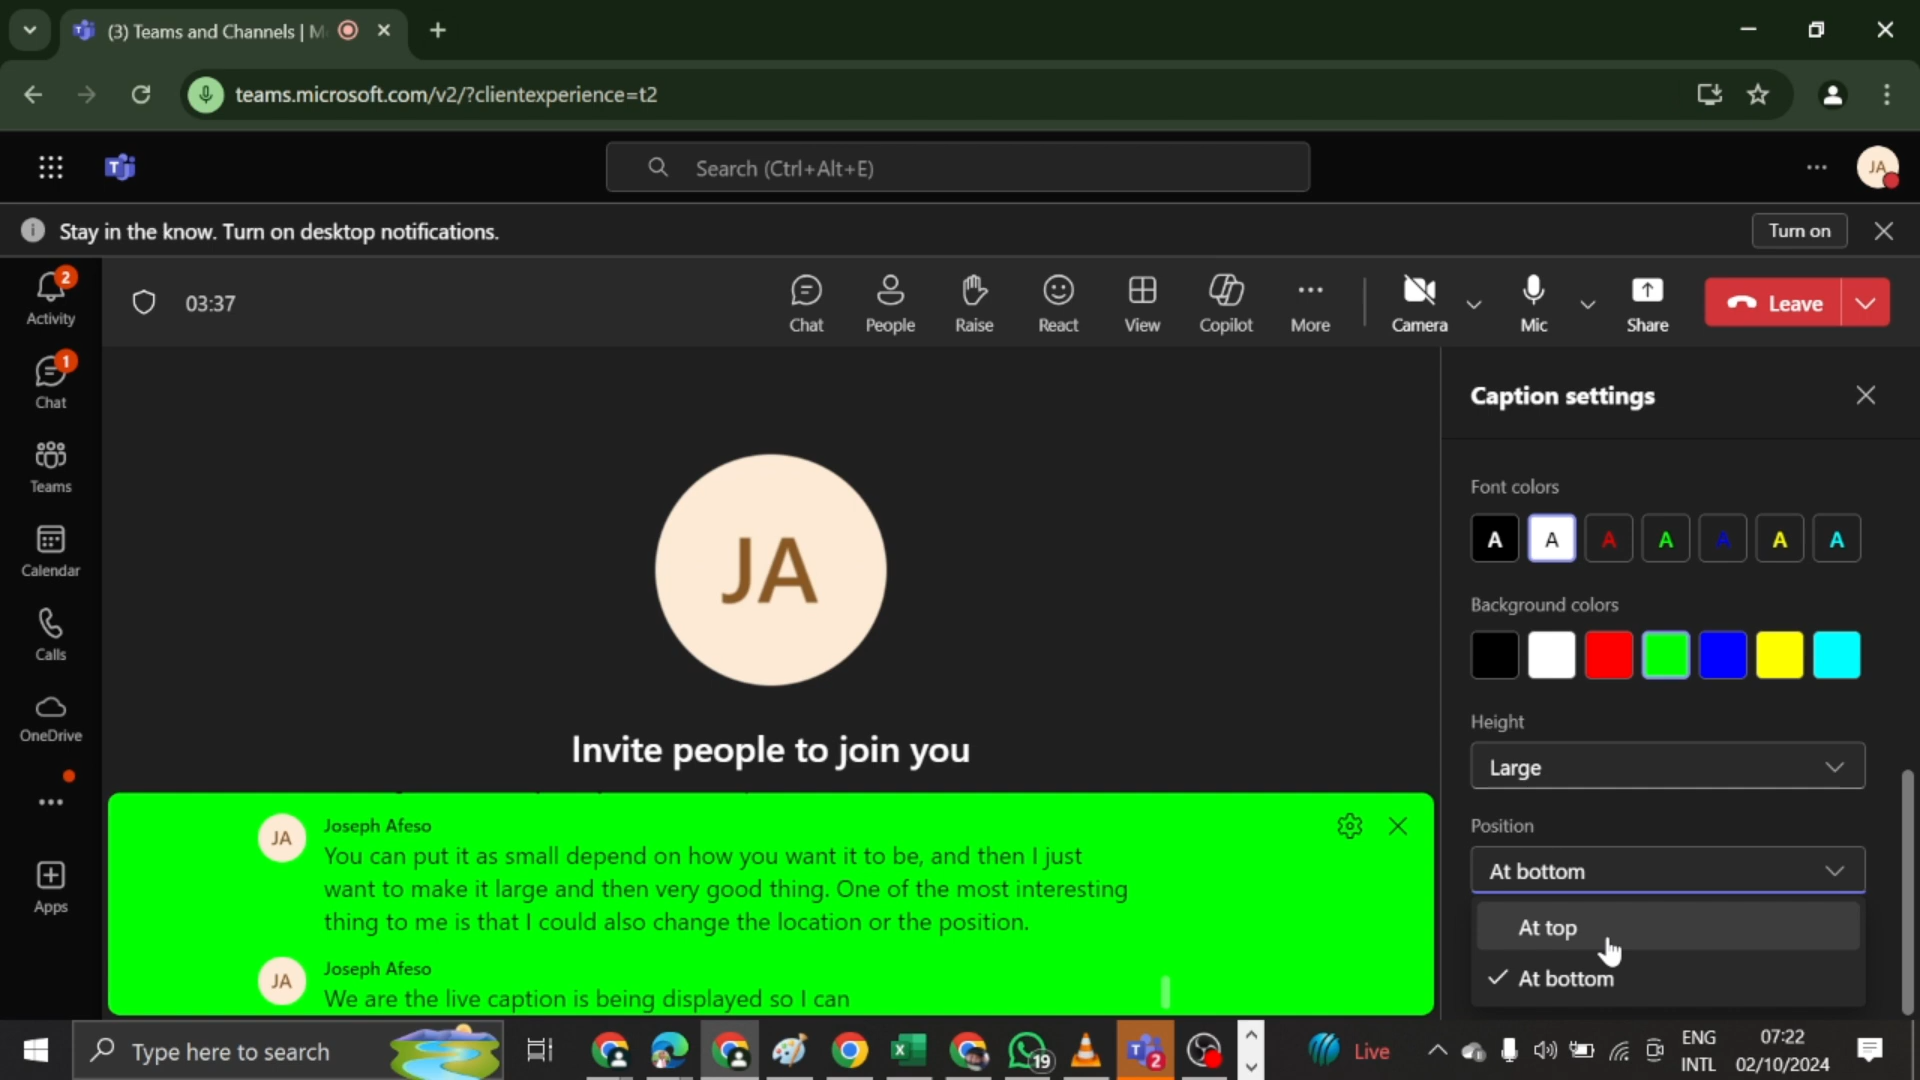 (3) Teams and Channels | M
teams.microsoft.com/v2/?clientexperience=t2
Search (Ctrl+Alt+E)
JA
Stay in the know. Turn on desktop notifications.
Turn on
2
Activity
1
Chat
Teams
Calendar
Calls
OneDrive
Apps
03:37
Chat
People
Raise
React
View
Copilot
More
Camera
Mic
Share
Leave
JA
Invite people to join you
JA
Joseph Afeso
You can put it as small depend on how you want it to be, and then I just
want to make it large and then very good thing. One of the most interesting
thing to me is that I could also change the location or the position.
JA
Joseph Afeso
We are the live caption is being displayed so I can
Caption settings
Font colors
A A A A A A A
Background colors
Height
Large
Position
At bottom
At top
At bottom
Type here to search
19
2
Live
ENG
INTL
07:22
02/10/2024